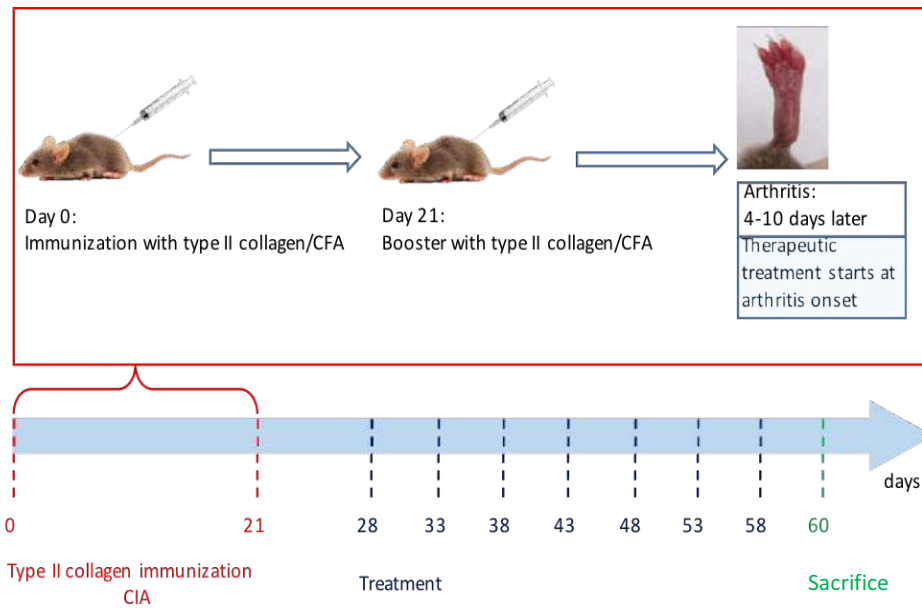 Day 0:
Immunization with type II collagen/CFA
Day 21:
Booster with type II collagen/CFA
Arthritis:
4-10 days later
Therapeutic
treatment starts at
arthritis onset
days
0
21
28
33
38
43
48
53
58
60
Type II collagen immunization
CIA
Treatment
Sacrifice